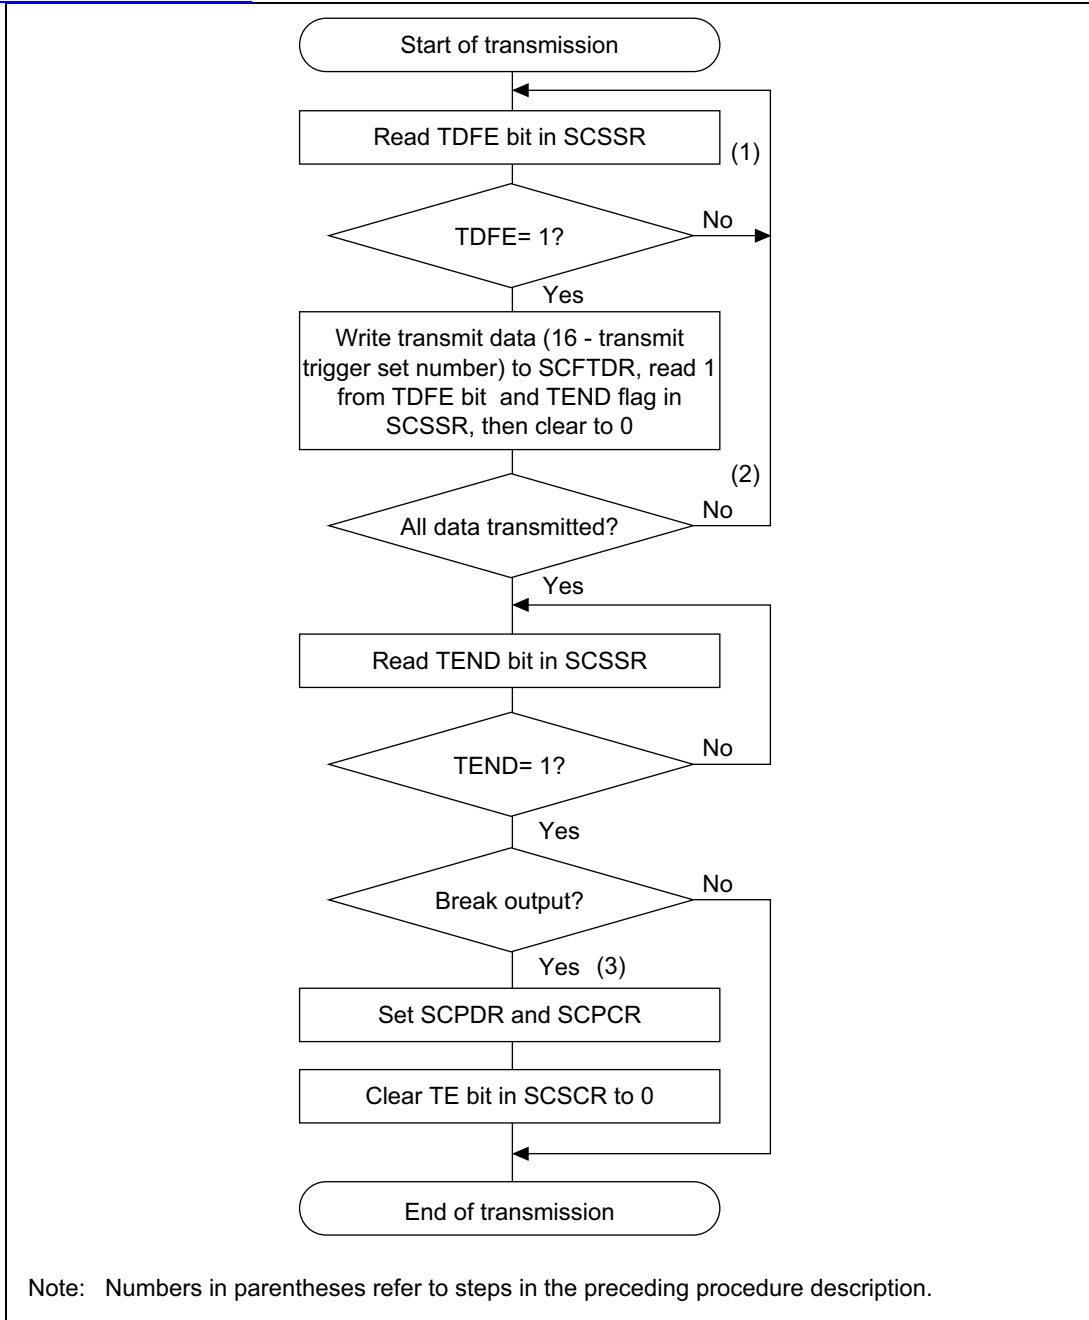 Start of transmission
Read TDFE bit in SCSSR
(1)
No
TDFE= 1?
Yes
Write transmit data (16 - transmit
trigger set number) to SCFTDR, read 1
from TDFE bit  and TEND flag in
SCSSR, then clear to 0
(2)
No
All data transmitted?
Yes
Read TEND bit in SCSSR
No
TEND= 1?
Yes
No
Break output?
Yes (3)
Set SCPDR and SCPCR
Clear TE bit in SCSCR to 0
End of transmission
Note: Numbers in parentheses refer to steps in the preceding procedure description.